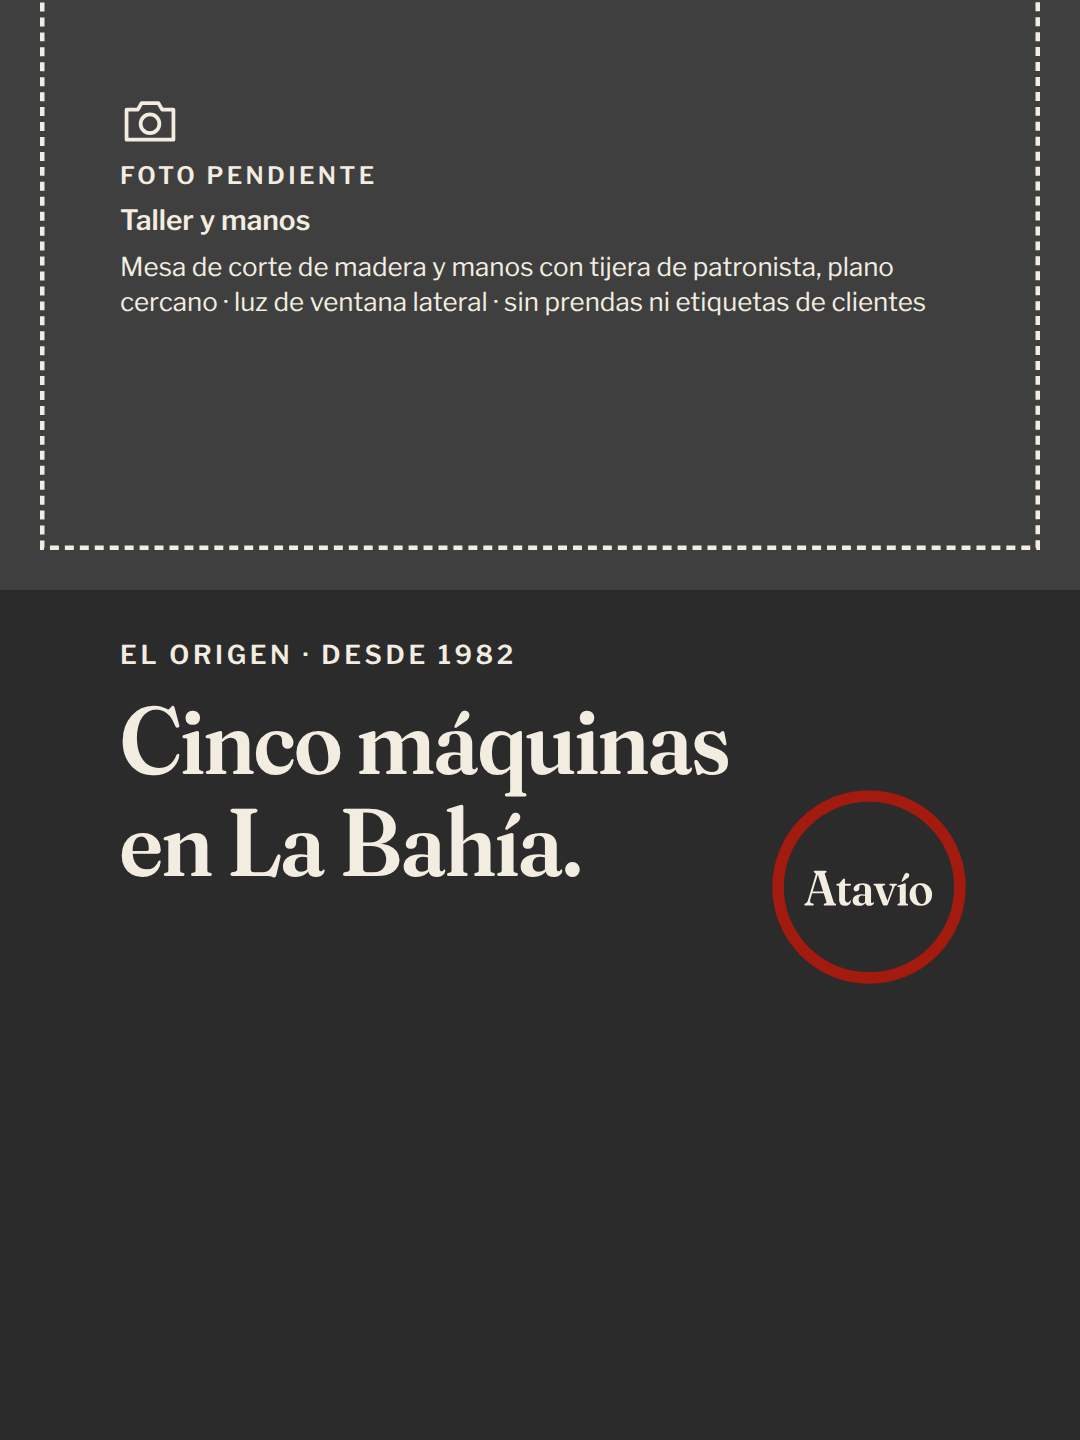 FOTO PENDIENTE
Taller y manos
Mesa de corte de madera y manos con tijera de patronista, plano
cercano · luz de ventana lateral · sin prendas ni etiquetas de clientes
EL ORIGEN · DESDE 1982
Cinco máquinas
en La Bahía.
Atavío